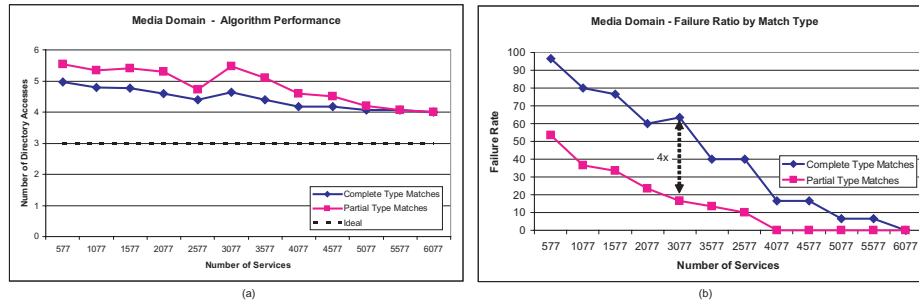 Media Domain - Algorithm Performance
Number of Directory Accesses
6
5
4
3
2
1
0
Complete Type Matches
Partial Type Matches
Ideal
577 1077 1577 2077 2577 3077 3577 4077 4577 5077 5577 6077
Number of Services
(a)
Media Domain - Failure Ratio by Match Type
Failure Rate
100
90
80
70
60
50
40
30
20
10
0
4x
Complete Type Matches
Partial Type Matches
577 1077 1577 2077 3077 3577 2577 4077 4577 5077 5577 6077
Number of Services
(b)